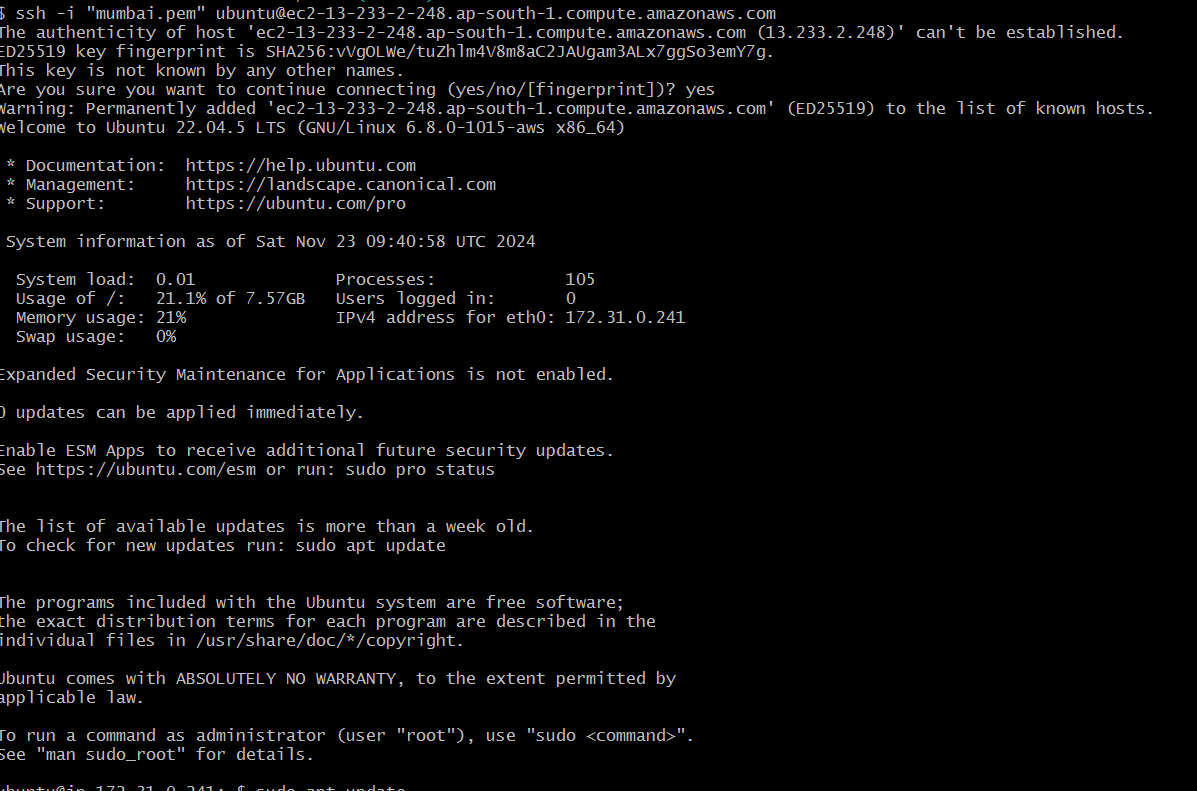 $ ssh -i "mumbai.pem" ubuntu@ec2-13-233-2-248.ap-south-1.compute.amazonaws.com
The authenticity of host 'ec2-13-233-2-248.ap-south-1.compute.amazonaws.com (13.233.2.248)' can't be established.
ED25519 key fingerprint is SHA256:vVgOLWe/tuZhlm4V8m8aC2JAUgam3ALx7ggSo3emY7g.
This key is not known by any other names.
Are you sure you want to continue connecting (yes/no/[fingerprint])? yes
Warning: Permanently added 'ec2-13-233-2-248.ap-south-1.compute.amazonaws.com' (ED25519) to the list of known hosts.
Welcome to Ubuntu 22.04.5 LTS (GNU/Linux 6.8.0-1015-aws x86_64)

 * Documentation:  https://help.ubuntu.com
 * Management:     https://landscape.canonical.com
 * Support:        https://ubuntu.com/pro

 System information as of Sat Nov 23 09:40:58 UTC 2024

  System load:  0.01              Processes:             105
  Usage of /:   21.1% of 7.57GB   Users logged in:       0
  Memory usage: 21%               IPv4 address for eth0: 172.31.0.241
  Swap usage:   0%

Expanded Security Maintenance for Applications is not enabled.

0 updates can be applied immediately.

Enable ESM Apps to receive additional future security updates.
See https://ubuntu.com/esm or run: sudo pro status


The list of available updates is more than a week old.
To check for new updates run: sudo apt update


The programs included with the Ubuntu system are free software;
the exact distribution terms for each program are described in the
individual files in /usr/share/doc/*/copyright.

Ubuntu comes with ABSOLUTELY NO WARRANTY, to the extent permitted by
applicable law.

To run a command as administrator (user "root"), use "sudo <command>".
See "man sudo_root" for details.

ubuntu@ip-172-31-0-241:~$ sudo apt update